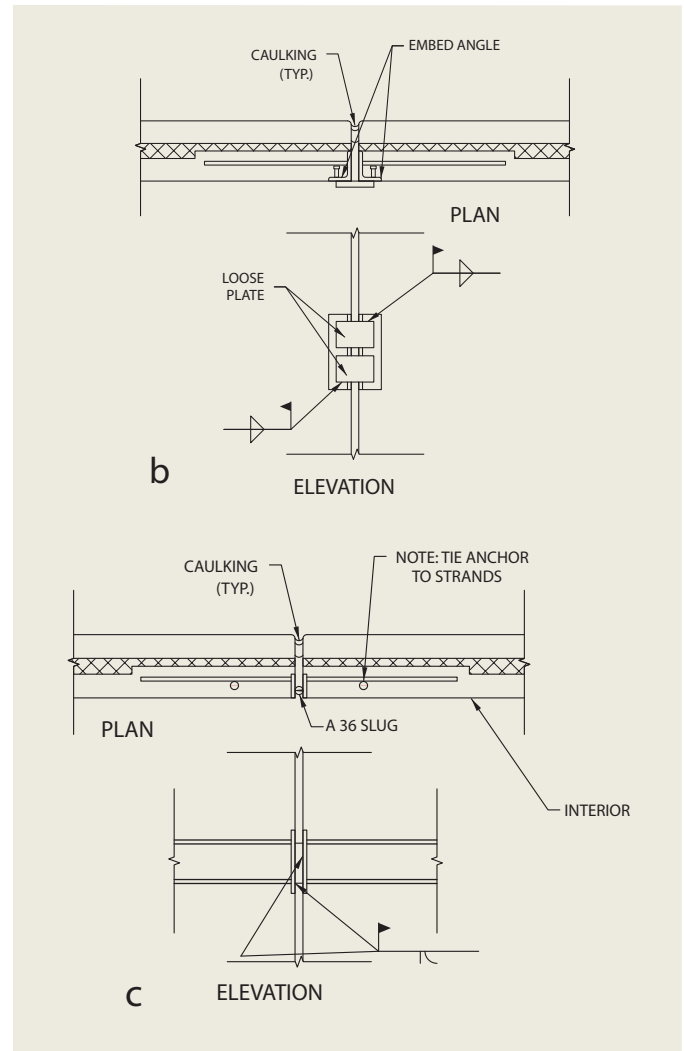 CAULKING
(TYP.)
EMBED ANGLE
PLAN
LOOSE
PLATE
b
ELEVATION
CAULKING
(TYP.)
NOTE: TIE ANCHOR
TO STRANDS
PLAN
A 36 SLUG
INTERIOR
c
ELEVATION